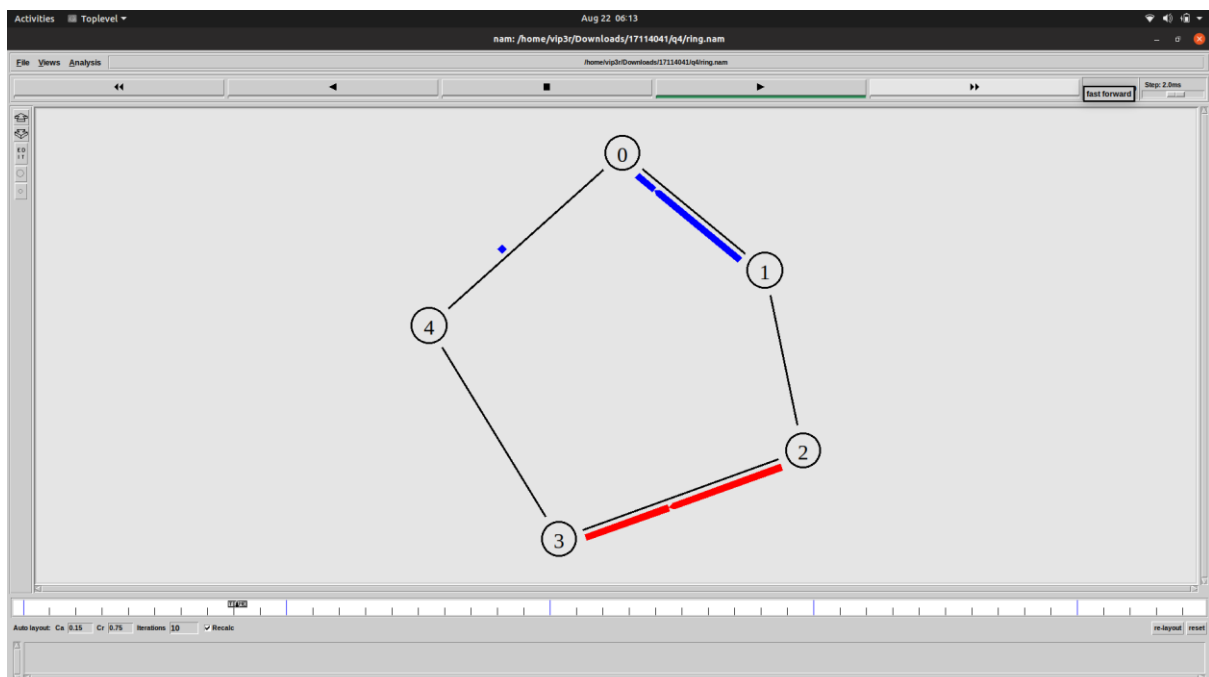 Activities Toplevel Aug 22 06:13
nam: /home/vip3r/Downloads/17114041/q4/ring.nam
File Views Analysis /home/vip3r/Downloads/17114041/q4/ring.nam
fast forward Step: 2.0ms
E D
I T
0
1
4
2
3
Auto layout: Ca 0.15 Cr 0.75 Iterations 10 Recalc re-layout reset